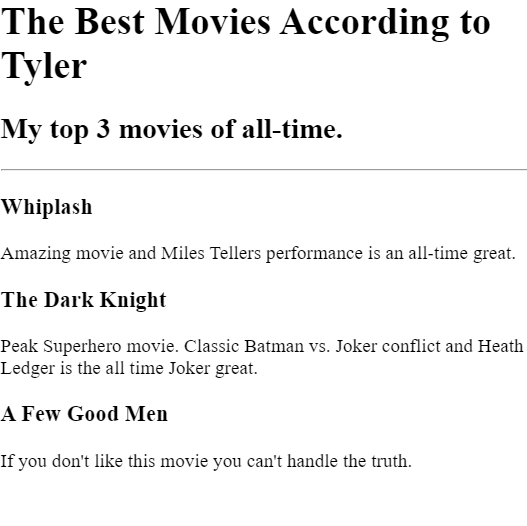 The Best Movies According to
Tyler
My top 3 movies of all-time.
Whiplash
Amazing movie and Miles Tellers performance is an all-time great.
The Dark Knight
Peak Superhero movie. Classic Batman vs. Joker conflict and Heath
Ledger is the all time Joker great.
A Few Good Men
If you don't like this movie you can't handle the truth.